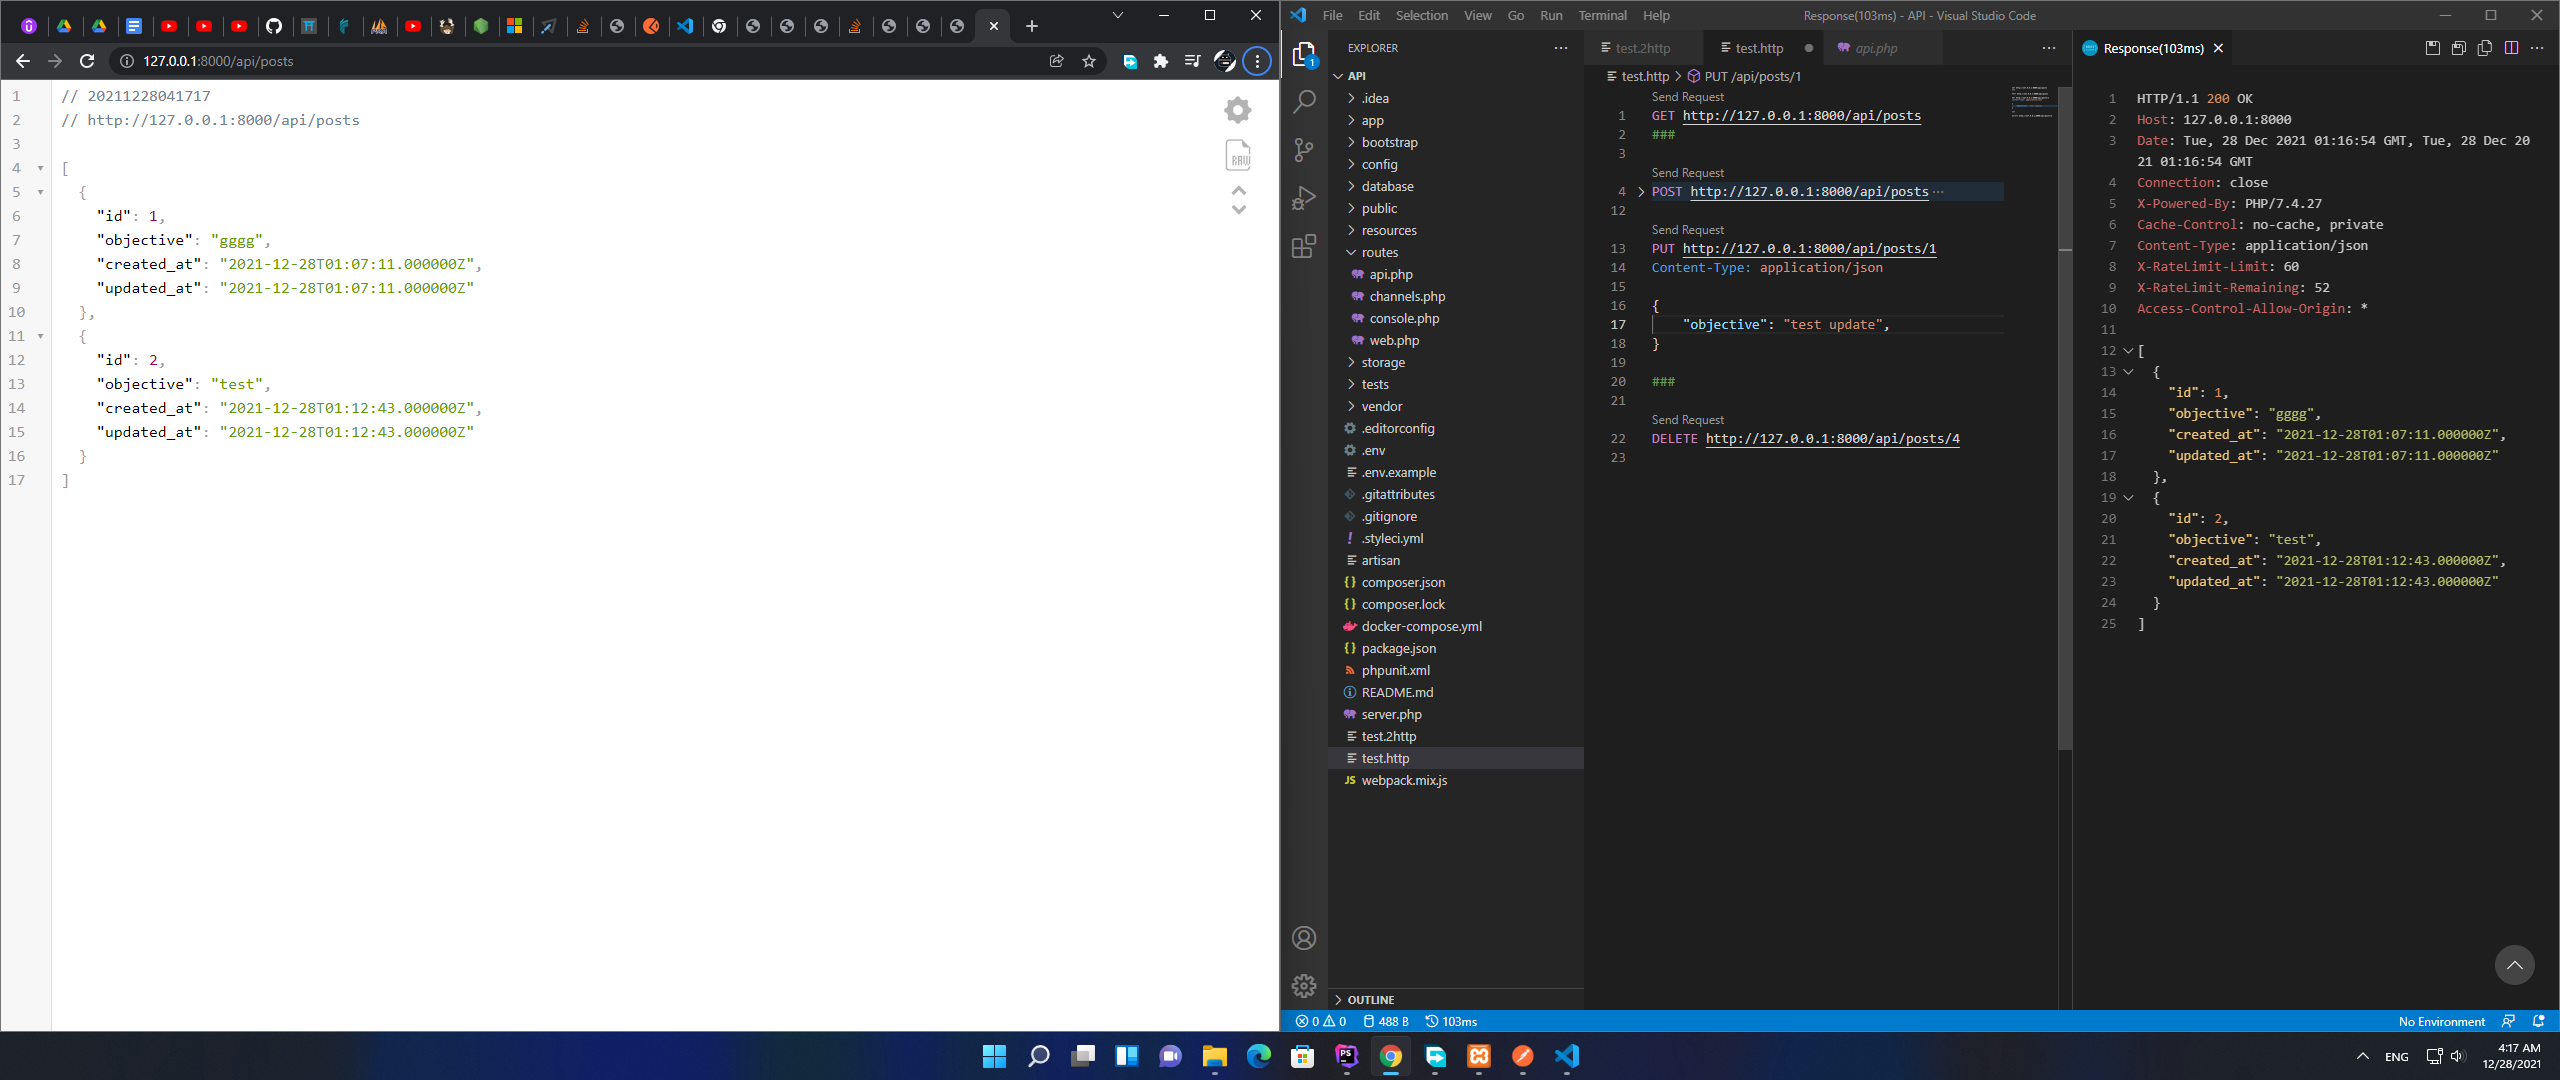 127.0.0.1:8000/api/posts
1 // 20211228041717
2 // http://127.0.0.1:8000/api/posts
3
4 [
5 {
6 "id": 1,
7 "objective": "gggg",
8 "created_at": "2021-12-28T01:07:11.000000Z",
9 "updated_at": "2021-12-28T01:07:11.000000Z"
10 },
11 {
12 "id": 2,
13 "objective": "test",
14 "created_at": "2021-12-28T01:12:43.000000Z",
15 "updated_at": "2021-12-28T01:12:43.000000Z"
16 }
17 ]
RAW
File Edit Selection View Go Run Terminal Help
Response(103ms) - API - Visual Studio Code
1
EXPLORER
API
.idea
app
bootstrap
config
database
public
resources
routes
api.php
channels.php
console.php
web.php
storage
tests
vendor
.editorconfig
.env
.env.example
.gitattributes
.gitignore
.styleci.yml
artisan
composer.json
composer.lock
docker-compose.yml
package.json
phpunit.xml
README.md
server.php
test.2http
test.http
JS webpack.mix.js
OUTLINE
test.2http test.http api.php
test.http > PUT /api/posts/1
Send Request
1 GET http://127.0.0.1:8000/api/posts
2 ###
3
Send Request
4 POST http://127.0.0.1:8000/api/posts ...
12
Send Request
13 PUT http://127.0.0.1:8000/api/posts/1
14 Content-Type: application/json
15
16 {
17 "objective": "test update",
18 }
19
20 ###
21
Send Request
22 DELETE http://127.0.0.1:8000/api/posts/4
23
Response(103ms)
1 HTTP/1.1 200 OK
2 Host: 127.0.0.1:8000
3 Date: Tue, 28 Dec 2021 01:16:54 GMT, Tue, 28 Dec 20
21 01:16:54 GMT
4 Connection: close
5 X-Powered-By: PHP/7.4.27
6 Cache-Control: no-cache, private
7 Content-Type: application/json
8 X-RateLimit-Limit: 60
9 X-RateLimit-Remaining: 52
10 Access-Control-Allow-Origin: *
11
12 [
13 {
14 "id": 1,
15 "objective": "gggg",
16 "created_at": "2021-12-28T01:07:11.000000Z",
17 "updated_at": "2021-12-28T01:07:11.000000Z"
18 },
19 {
20 "id": 2,
21 "objective": "test",
22 "created_at": "2021-12-28T01:12:43.000000Z",
23 "updated_at": "2021-12-28T01:12:43.000000Z"
24 }
25 ]
0 0 488 B 103ms
No Environment
PS
ENG
4:17 AM
12/28/2021